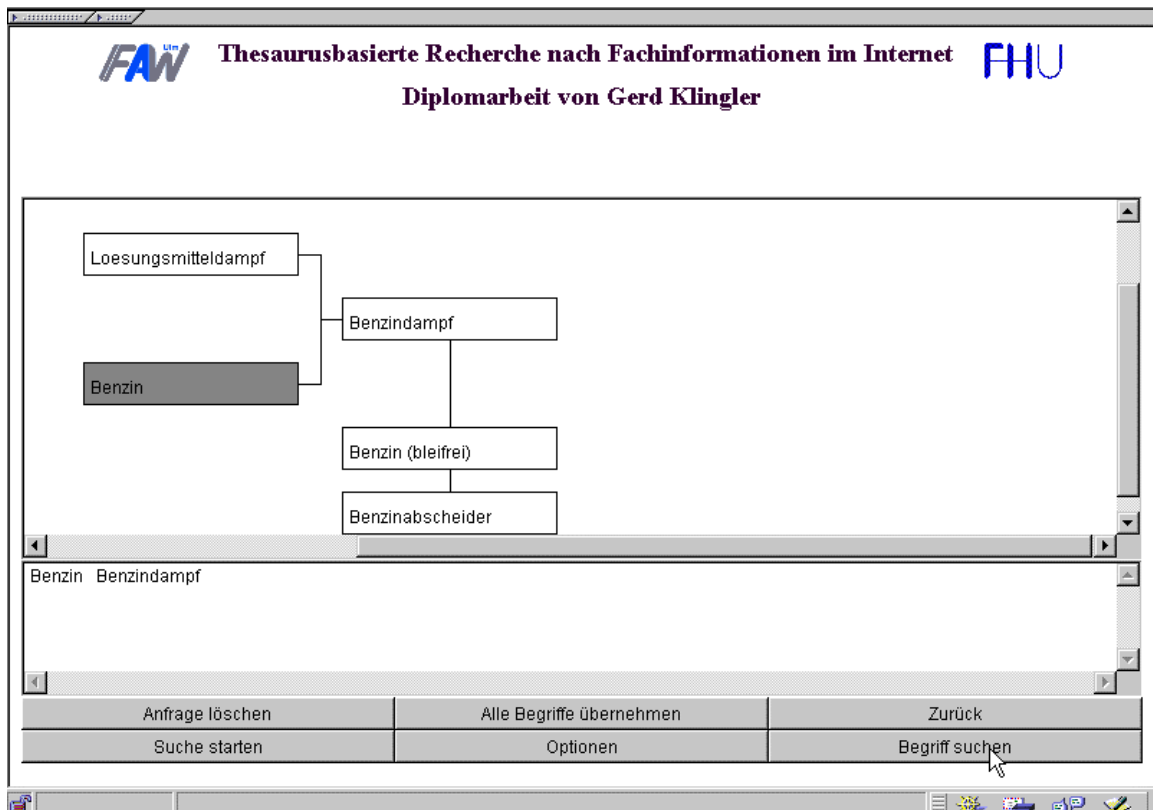 FAW Ulm
Thesaurusbasierte Recherche nach Fachinformationen im Internet
FHU
Diplomarbeit von Gerd Klingler
Loesungsmitteldampf
Benzindampf
Benzin
Benzin (bleifrei)
Benzinabscheider
Benzin Benzindampf
Anfrage löschen
Alle Begriffe übernehmen
Zurück
Suche starten
Optionen
Begriff suchen